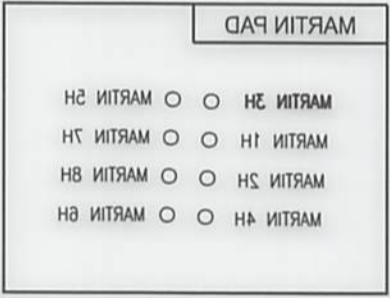 MARTIN PAD
MARTIN 3H ○ ○ MARTIN 5H
MARTIN 1H ○ ○ MARTIN 7H
MARTIN 2H ○ ○ MARTIN 8H
MARTIN 4H ○ ○ MARTIN 6H